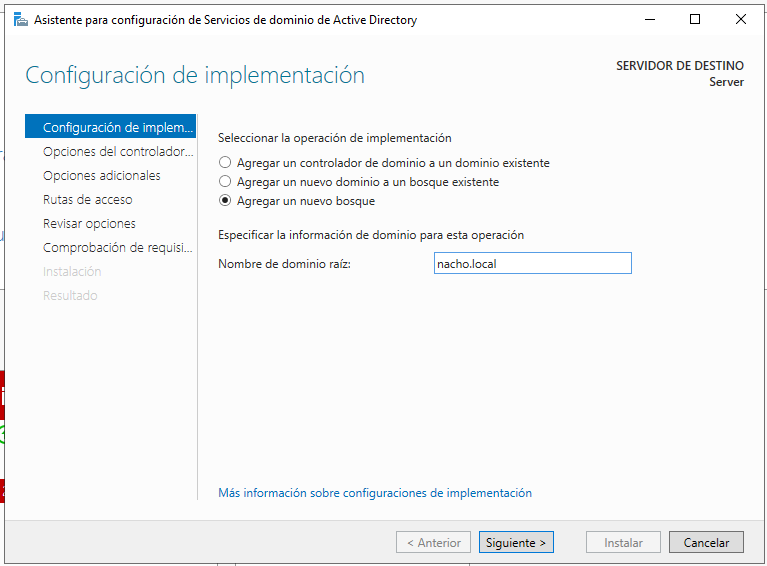 Asistente para configuración de Servicios de dominio de Active Directory
Configuración de implementación
SERVIDOR DE DESTINO
Server
Configuración de implem...
Opciones del controlador...
Opciones adicionales
Rutas de acceso
Revisar opciones
Comprobación de requisi...
Instalación
Resultado
Seleccionar la operación de implementación
Agregar un controlador de dominio a un dominio existente
Agregar un nuevo dominio a un bosque existente
Agregar un nuevo bosque
Especificar la información de dominio para esta operación
Nombre de dominio raíz: nacho.local
Más información sobre configuraciones de implementación
< Anterior Siguiente > Instalar Cancelar